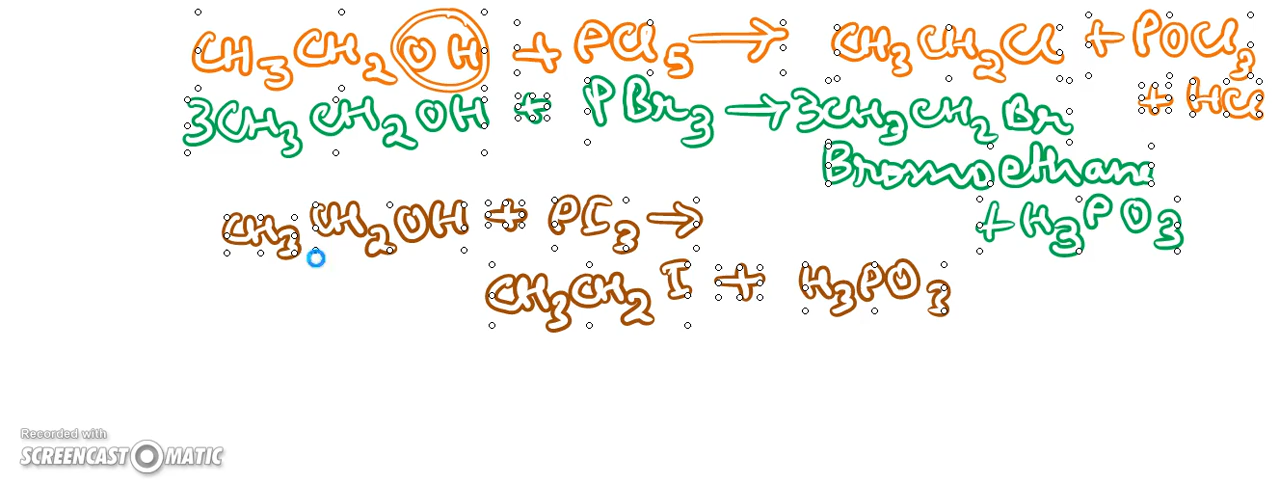 CH3CH2OH + PCl5 → CH3CH2Cl + POCl3
+ HCl
3CH3CH2OH + PBr3 → 3CH3CH2Br
Bromoethane
+ H3PO3
CH3CH2OH + PI3 →
CH3CH2I + H3PO3
Recorded with
SCREENCAST MATIC